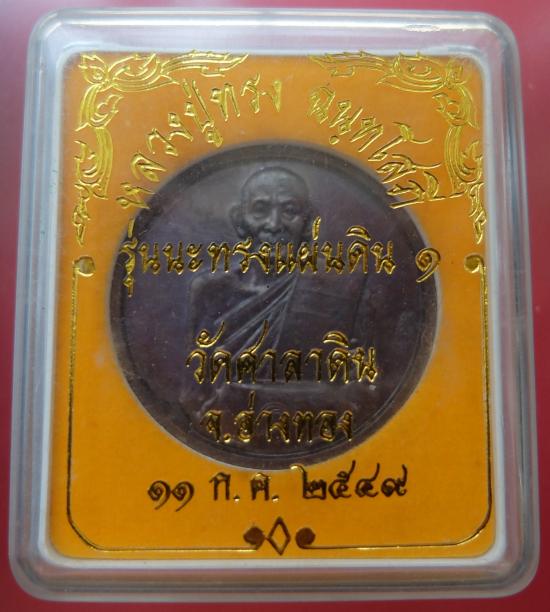 หลวงปู่ทรง ฉนฺทโสภี
รุ่นนะทรงแผ่นดิน ๑
วัดศาลาดิน
จ.อ่างทอง
๑๑ ก.ค. ๒๕๔๙